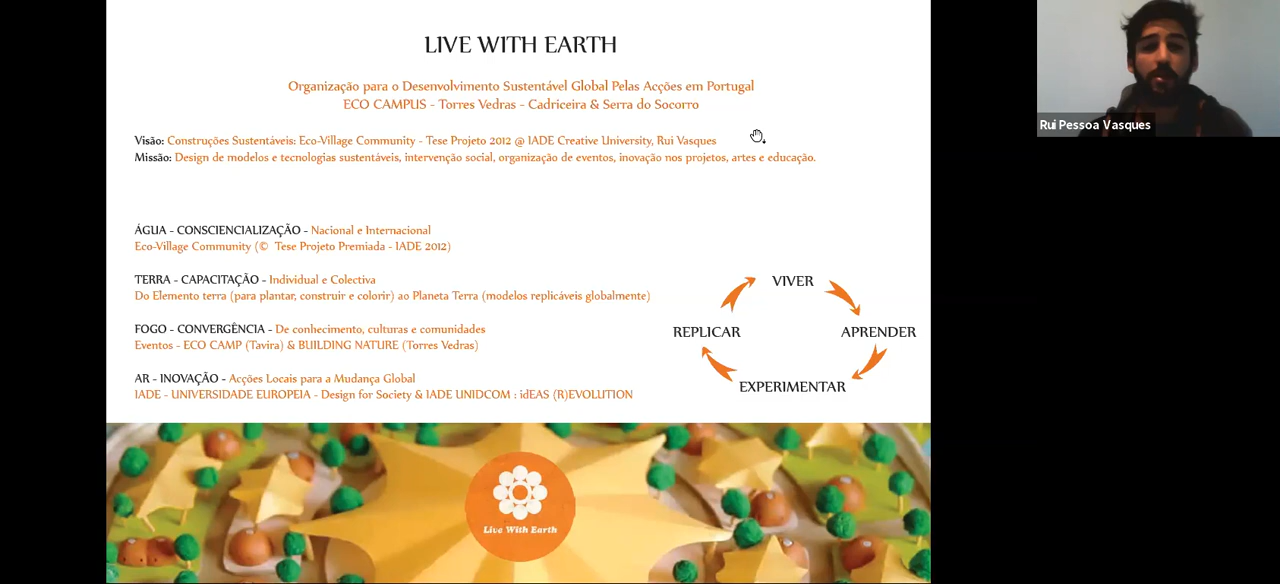 LIVE WITH EARTH
Organização para o Desenvolvimento Sustentável Global Pelas Acções em Portugal
ECO CAMPUS - Torres Vedras - Cadriceira & Serra do Socorro
Visão: Construções Sustentáveis: Eco-Village Community - Tese Projeto 2012 @ IADE Creative University, Rui Vasques
Missão: Design de modelos e tecnologias sustentáveis, intervenção social, organização de eventos, inovação nos projetos, artes e educação.
ÁGUA - CONSCIENCIALIZAÇÃO - Nacional e Internacional
Eco-Village Community (© Tese Projeto Premiada - IADE 2012)
TERRA - CAPACITAÇÃO - Individual e Colectiva
Do Elemento terra (para plantar, construir e colorir) ao Planeta Terra (modelos replicáveis globalmente)
FOGO - CONVERGÊNCIA - De conhecimento, culturas e comunidades
Eventos - ECO CAMP (Tavira) & BUILDING NATURE (Torres Vedras)
AR - INOVAÇÃO - Acções Locais para a Mudança Global
IADE - UNIVERSIDADE EUROPEIA - Design for Society & IADE UNIDCOM : idEAS (R)EVOLUTION
VIVER
APRENDER
EXPERIMENTAR
REPLICAR
Live With Earth
Rui Pessoa Vasques